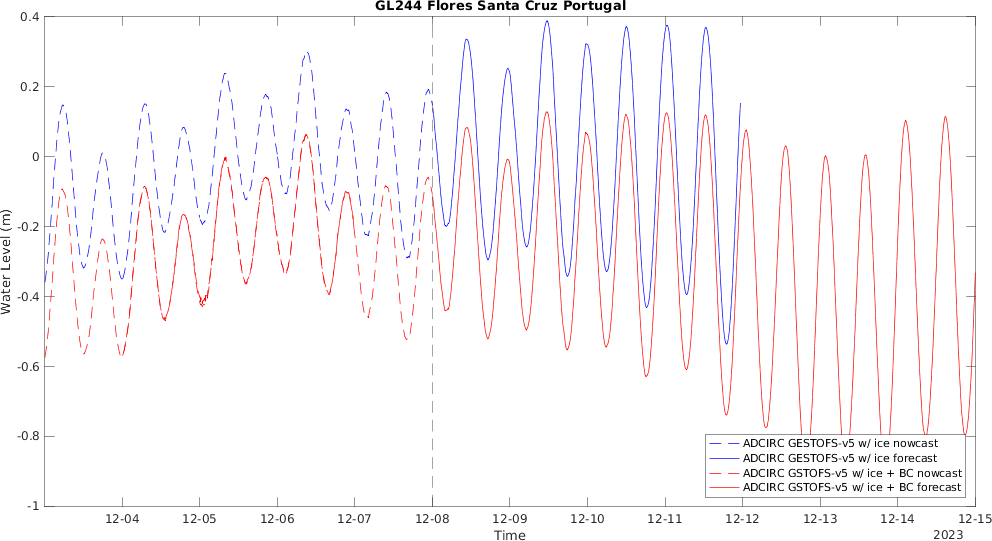 GL244 Flores Santa Cruz Portugal
0.4
0.2
0
-0.2
-0.4
-0.6
-0.8
-1
Water Level (m)
ADCIRC GESTOFS-v5 w/ ice nowcast
ADCIRC GESTOFS-v5 w/ ice forecast
ADCIRC GSTOFS-v5 w/ ice + BC nowcast
ADCIRC GSTOFS-v5 w/ ice + BC forecast
12-04 12-05 12-06 12-07 12-08 12-09 12-10 12-11 12-12 12-13 12-14 12-15
Time
2023